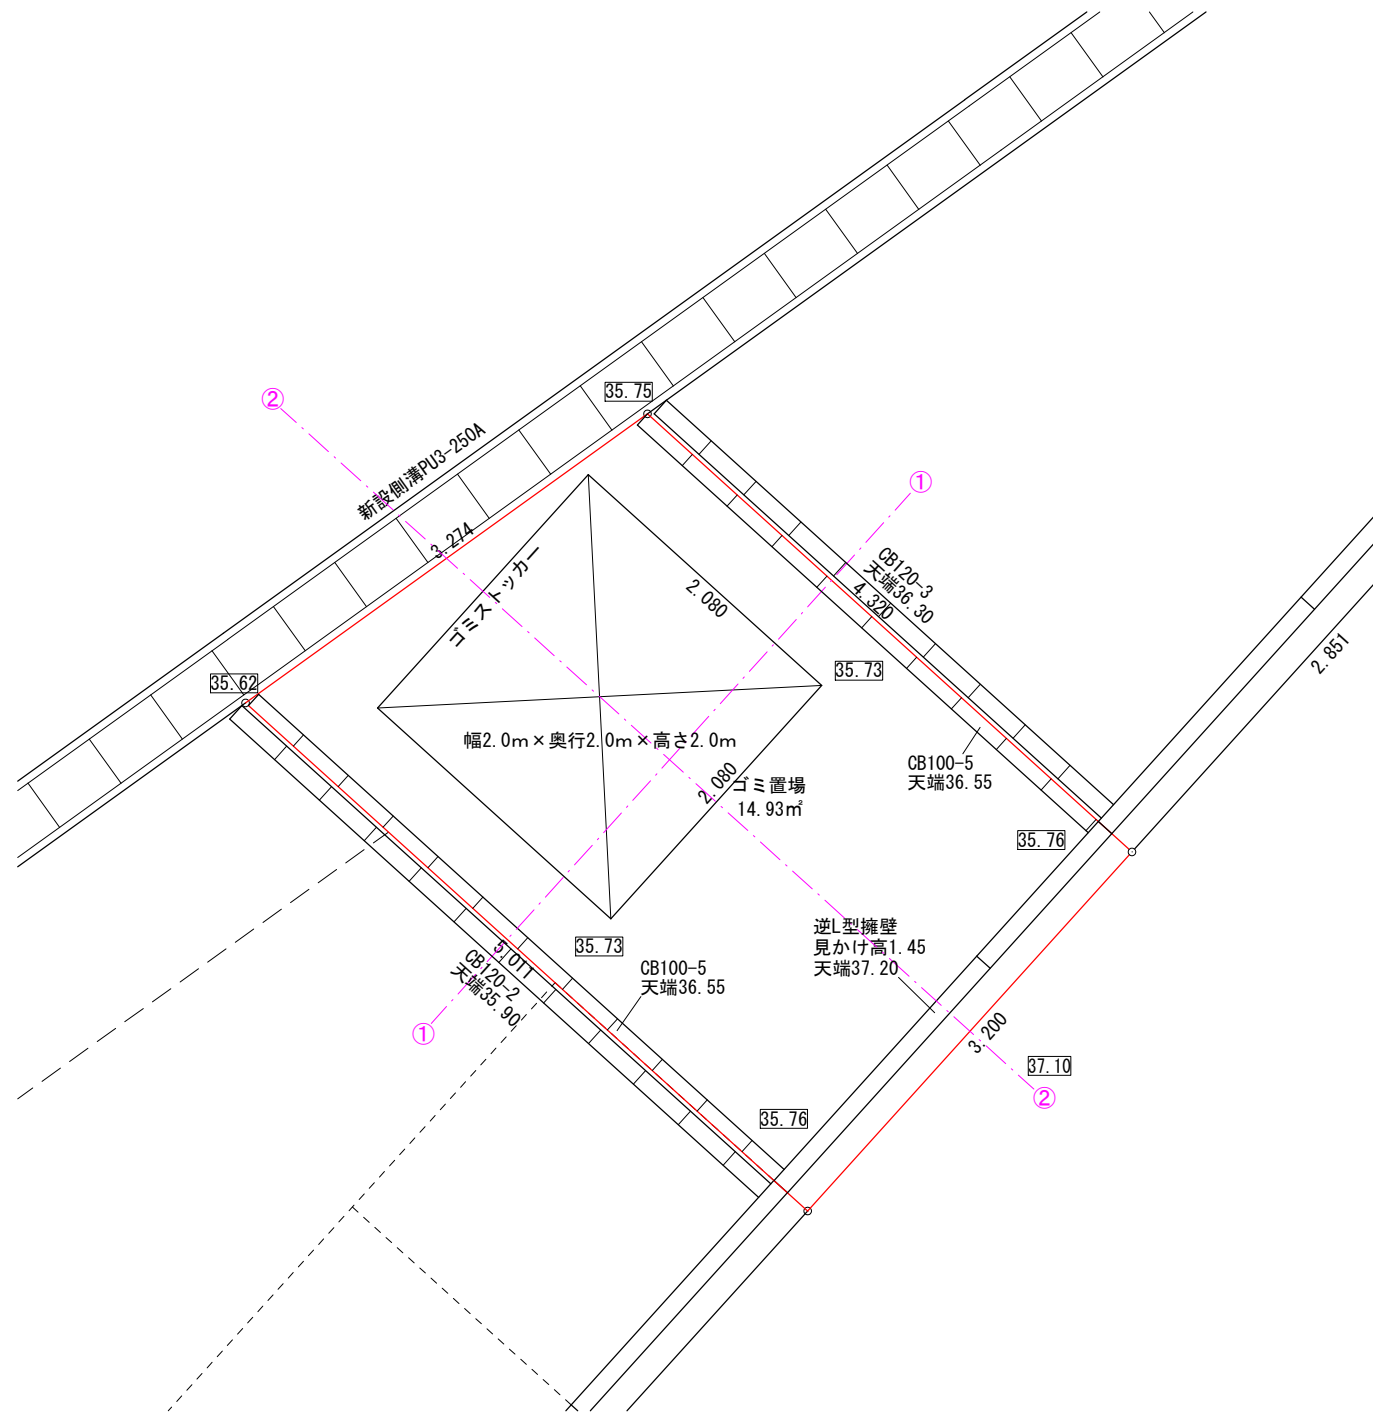 35.75
②
新設側溝PU3-250A
①
3.274
CB120-3
天端36.30
4.320
ゴミストッカー
2.080
2.851
35.73
35.62
幅2.0m×奥行2.0m×高さ2.0m
CB100-5
天端36.55
2.080
ゴミ置場
14.93㎡
35.76
逆L型擁壁
見かけ高1.45
天端37.20
35.73
5.011
CB120-2
天端35.90
CB100-5
天端36.55
①
3.200
37.10
②
35.76